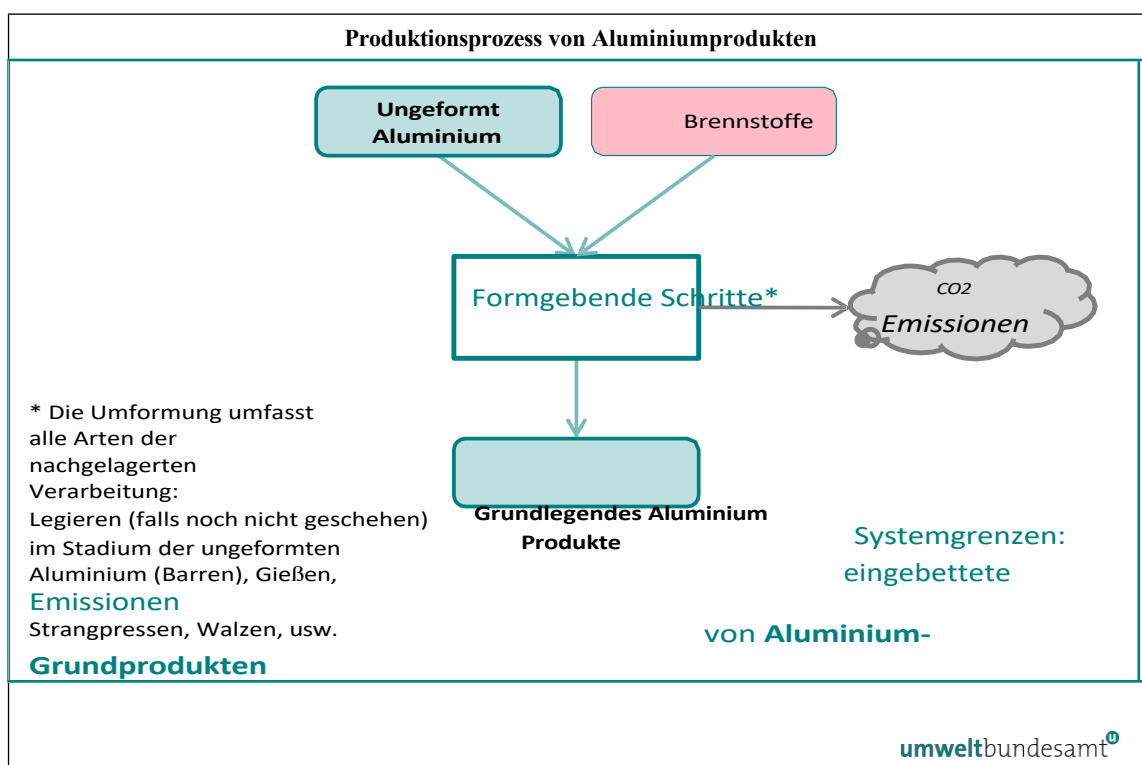 Produktionsprozess von Aluminiumprodukten
Ungeformt
Aluminium
Brennstoffe
Formgebende Schritte*
CO2
Emissionen
* Die Umformung umfasst
alle Arten der
nachgelagerten
Verarbeitung:
Legieren (falls noch nicht geschehen)
im Stadium der ungeformten
Aluminium (Barren), Gießen,
Emissionen
Strangpressen, Walzen, usw.
Grundprodukten
Grundlegendes Aluminium
Produkte
Systemgrenzen:
eingebettete
von Aluminium-
umweltbundesamt u